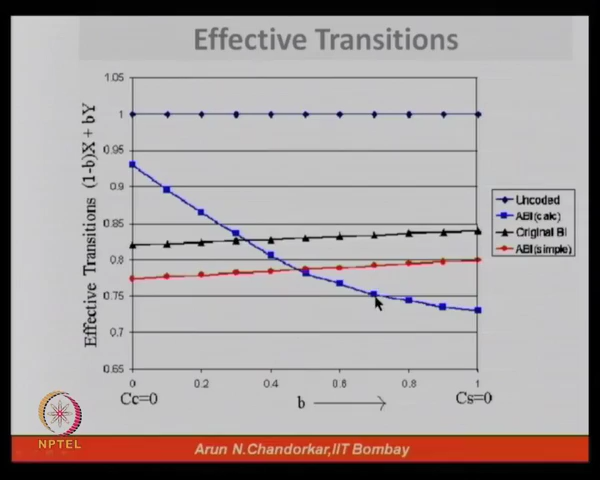 Effective Transitions
Effective Transitions (1-b)X + bY
1.05
1
0.95
0.9
0.85
0.8
0.75
0.7
0.65
0
0.2
0.4
0.6
0.8
1
Cc=0
b
Cs=0
Uncoded
ABI(calc)
Original BI
ABI(simple)
NPTEL
Arun N.Chandorkar,IIT Bombay